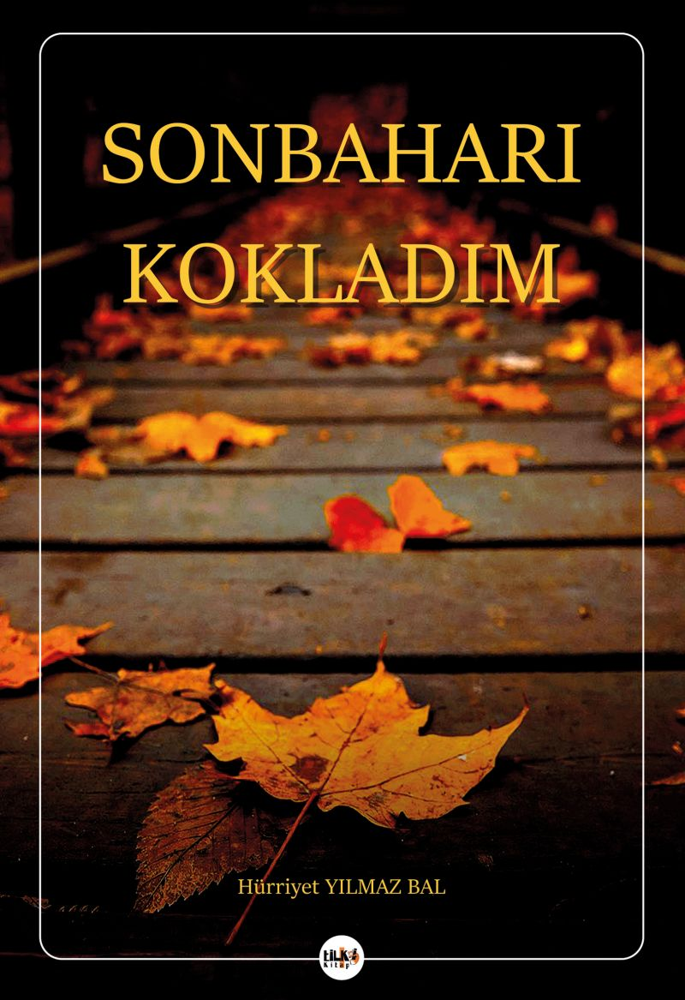 SONBAHARI
KOKLADIM
Hürriyet YILMAZ BAL
tiLKi
Kitap